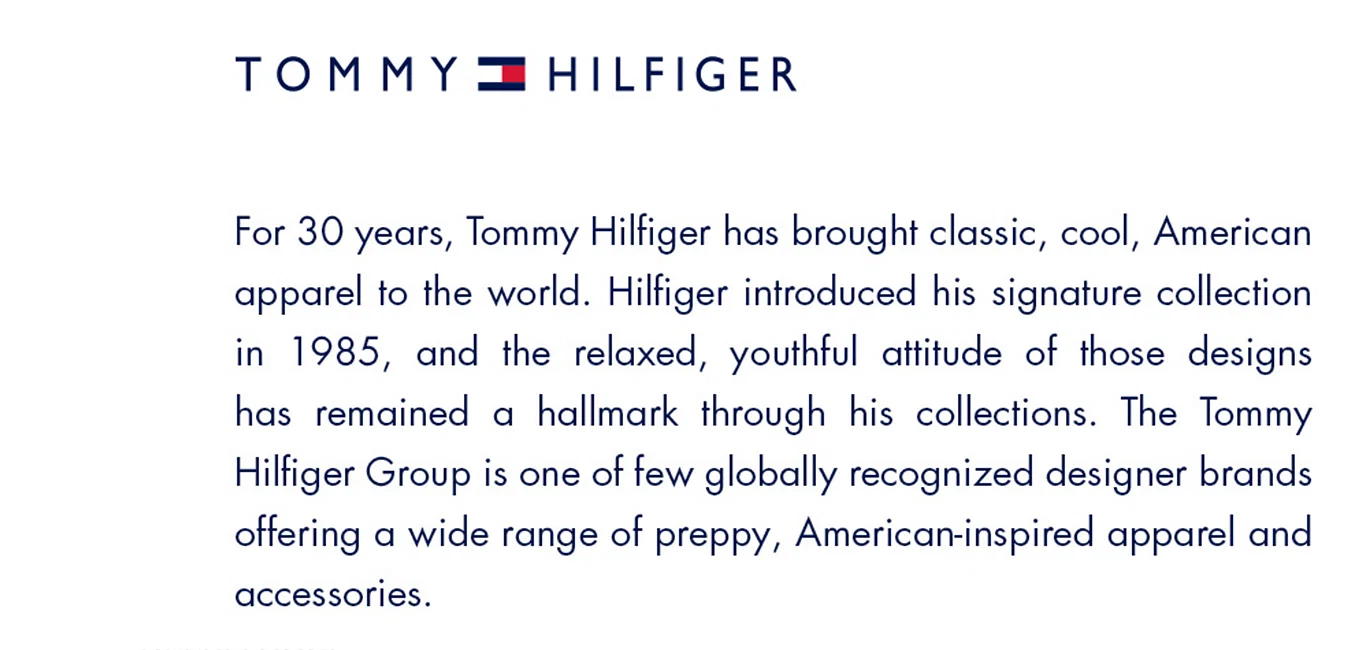 TOMMY HILFIGER
For 30 years, Tommy Hilfiger has brought classic, cool, American
apparel to the world. Hilfiger introduced his signature collection
in 1985, and the relaxed, youthful attitude of those designs
has remained a hallmark through his collections. The Tommy
Hilfiger Group is one of few globally recognized designer brands
offering a wide range of preppy, American-inspired apparel and
accessories.